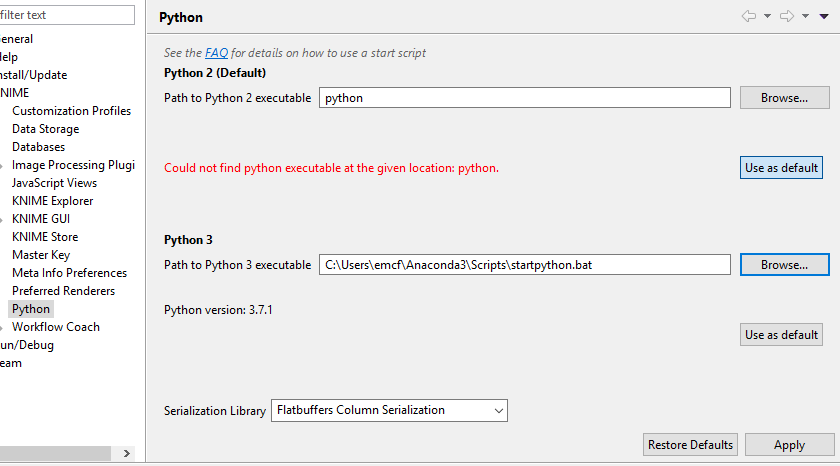 filter text
eneral
elp
nstall/Update
NIME
Customization Profiles
Data Storage
Databases
Image Processing Plugi
JavaScript Views
KNIME Explorer
KNIME GUI
KNIME Store
Master Key
Meta Info Preferences
Preferred Renderers
Python
Workflow Coach
un/Debug
eam
Python
See the FAQ for details on how to use a start script
Python 2 (Default)
Path to Python 2 executable python Browse...
Could not find python executable at the given location: python. Use as default
Python 3
Path to Python 3 executable C:\Users\emcf\Anaconda3\Scripts\startpython.bat Browse...
Python version: 3.7.1
Use as default
Serialization Library Flatbuffers Column Serialization
Restore Defaults Apply